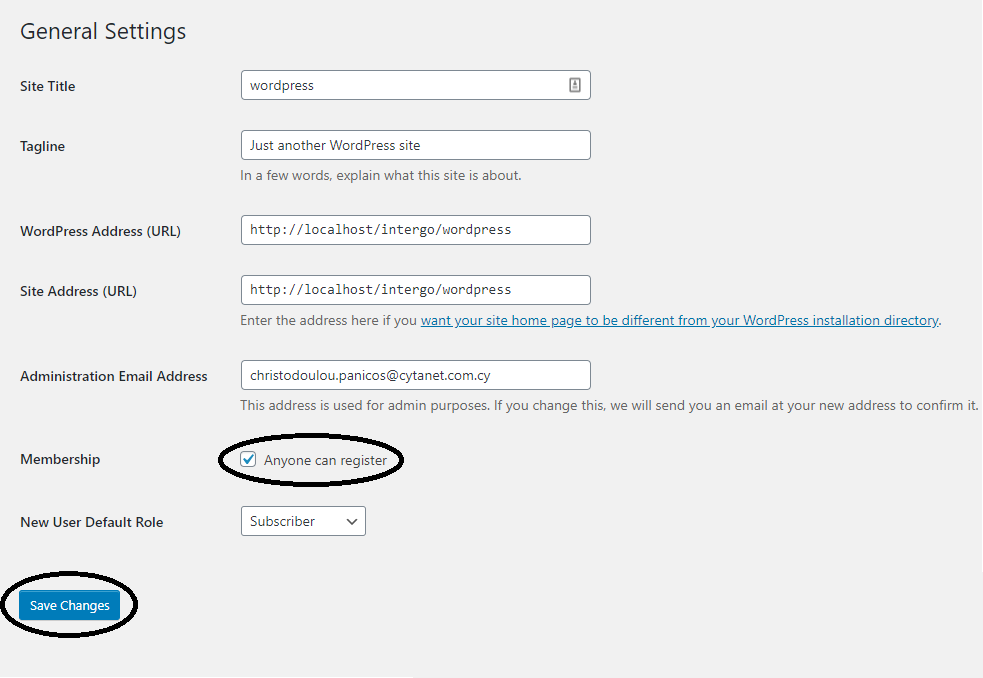 General Settings
Site Title
wordpress
Tagline
Just another WordPress site
In a few words, explain what this site is about.
WordPress Address (URL)
http://localhost/intergo/wordpress
Site Address (URL)
http://localhost/intergo/wordpress
Enter the address here if you want your site home page to be different from your WordPress installation directory.
Administration Email Address
christodoulou.panicos@cytanet.com.cy
This address is used for admin purposes. If you change this, we will send you an email at your new address to confirm it.
Membership
Anyone can register
New User Default Role
Subscriber
Save Changes